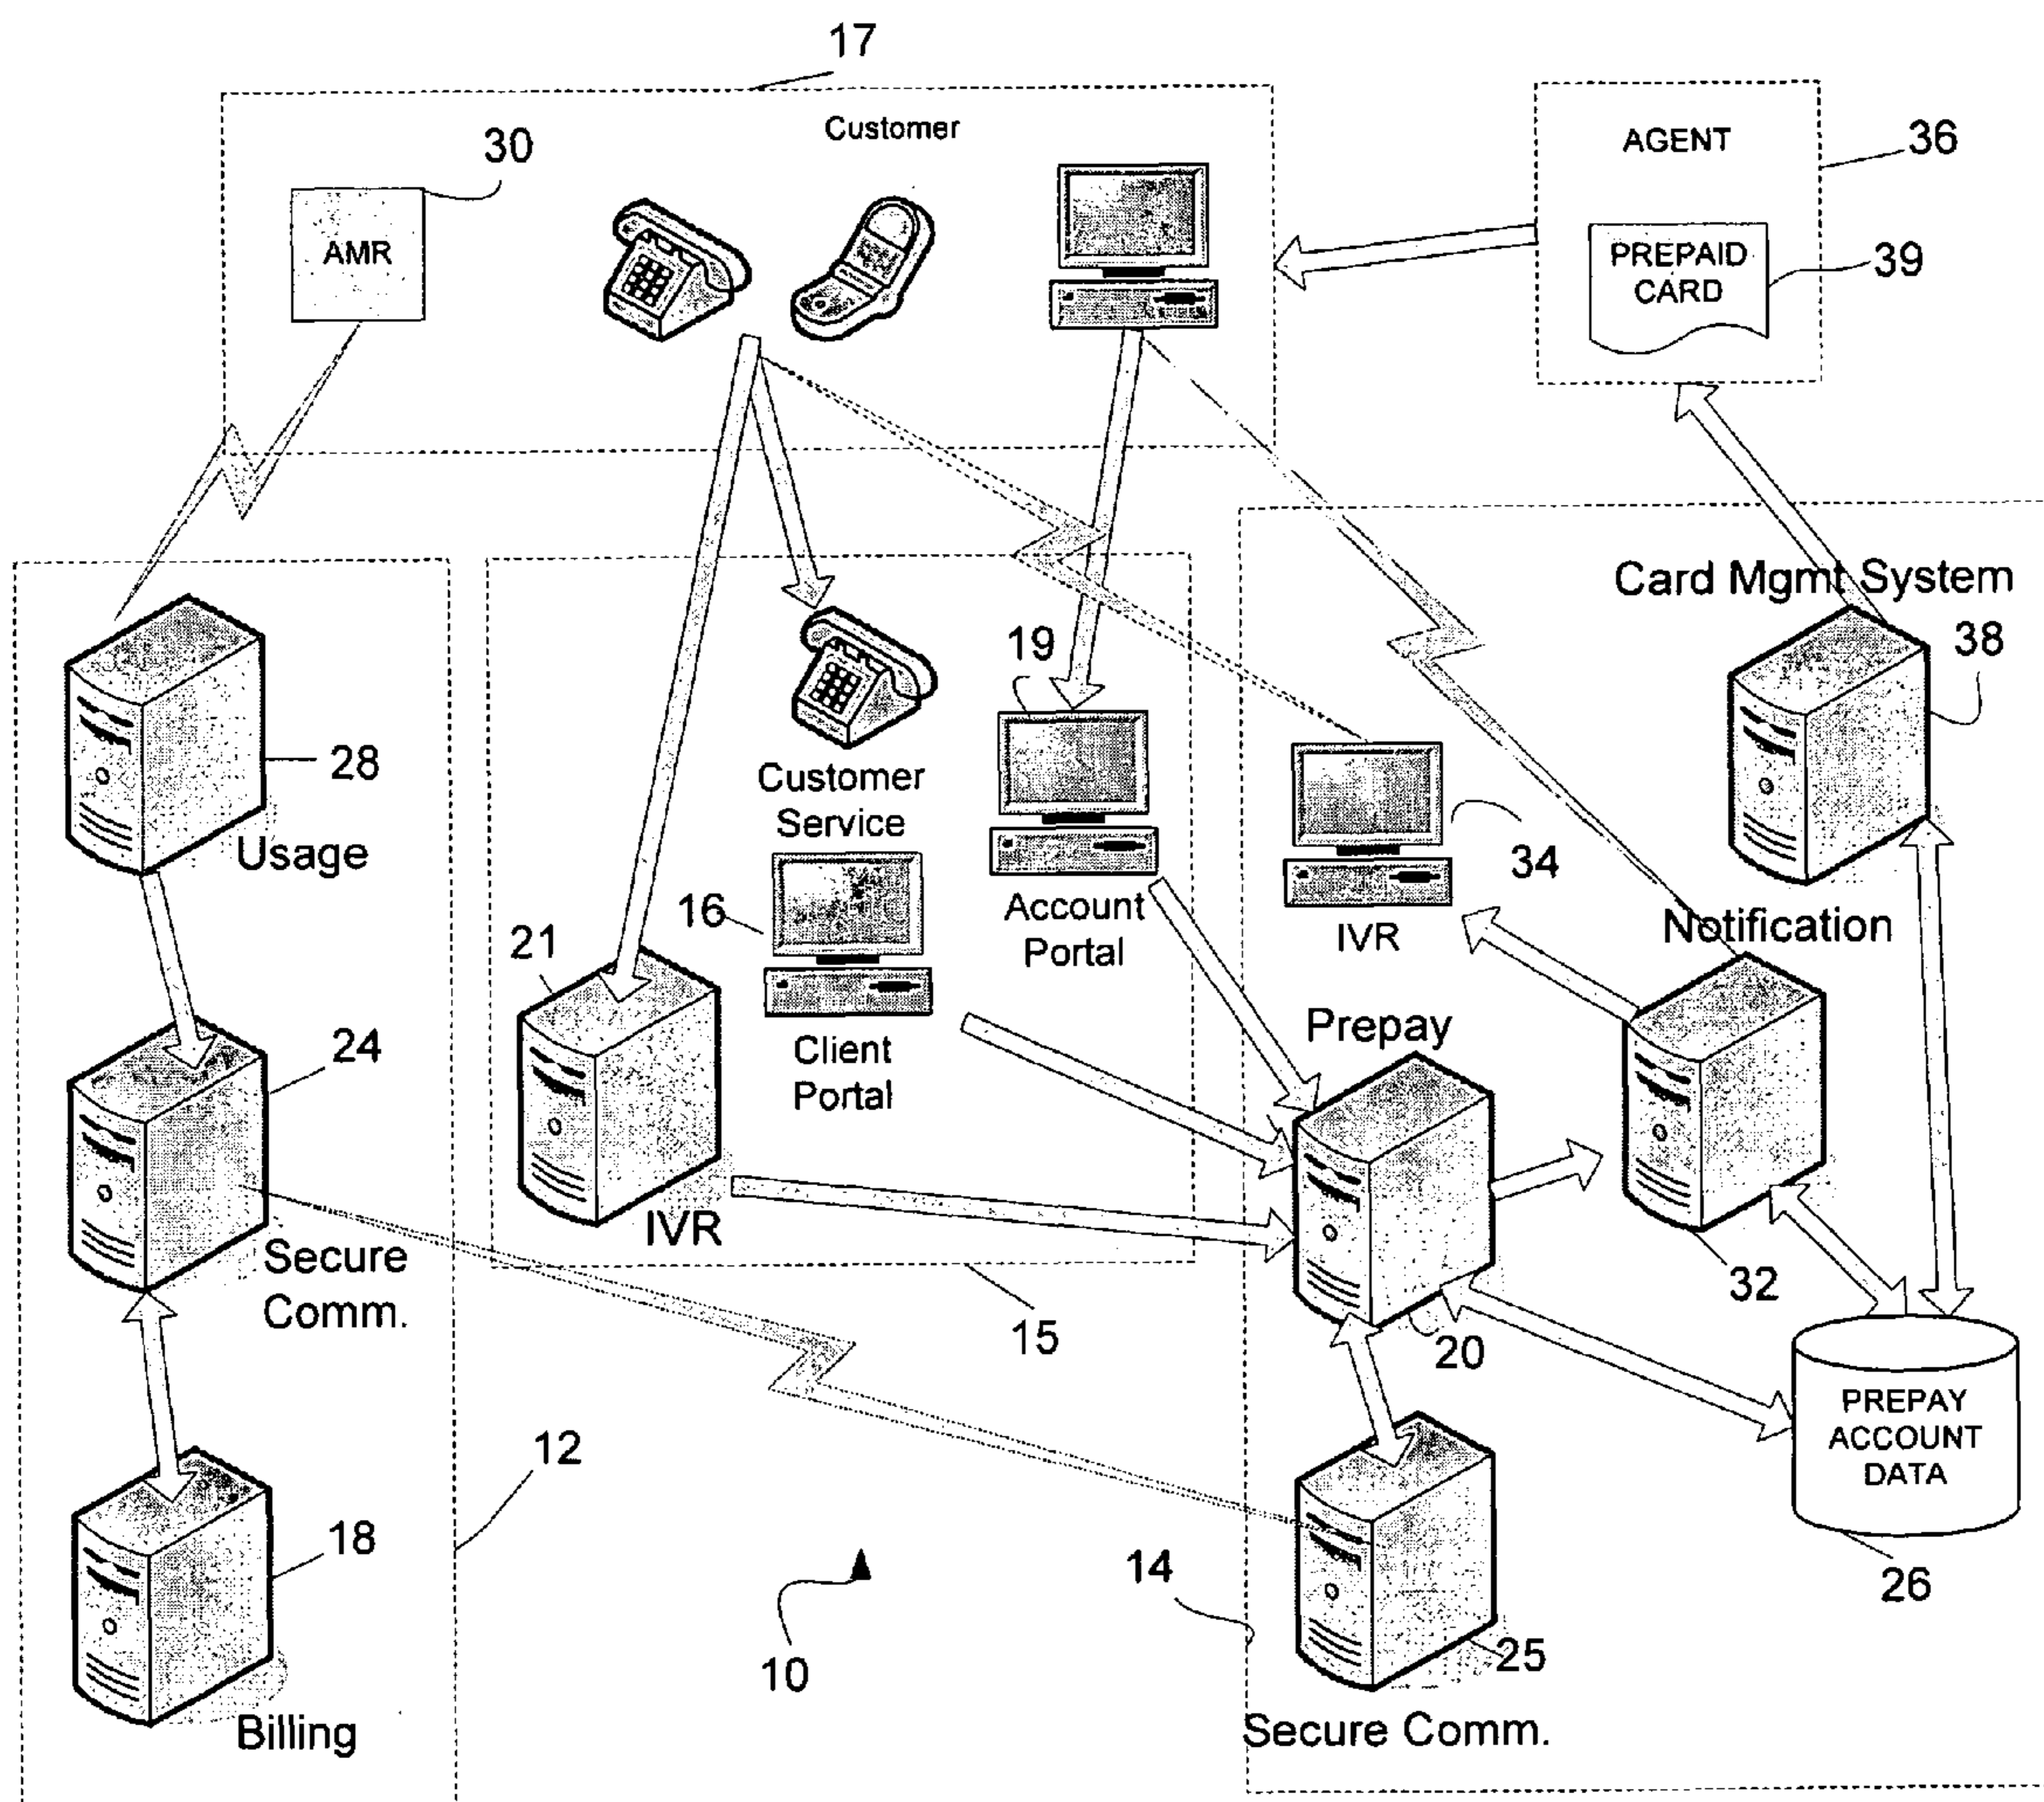 17
Customer
30
AMR
AGENT
36
PREPAID
CARD
39
Card Mgmt System
38
28
Usage
19
Customer
Service
16
Account
Portal
34
IVR
Notification
21
Client
Portal
Prepay
24
Secure
Comm.
IVR
32
15
20
PREPAY
ACCOUNT
DATA
26
12
18
Billing
10
14
25
Secure Comm.